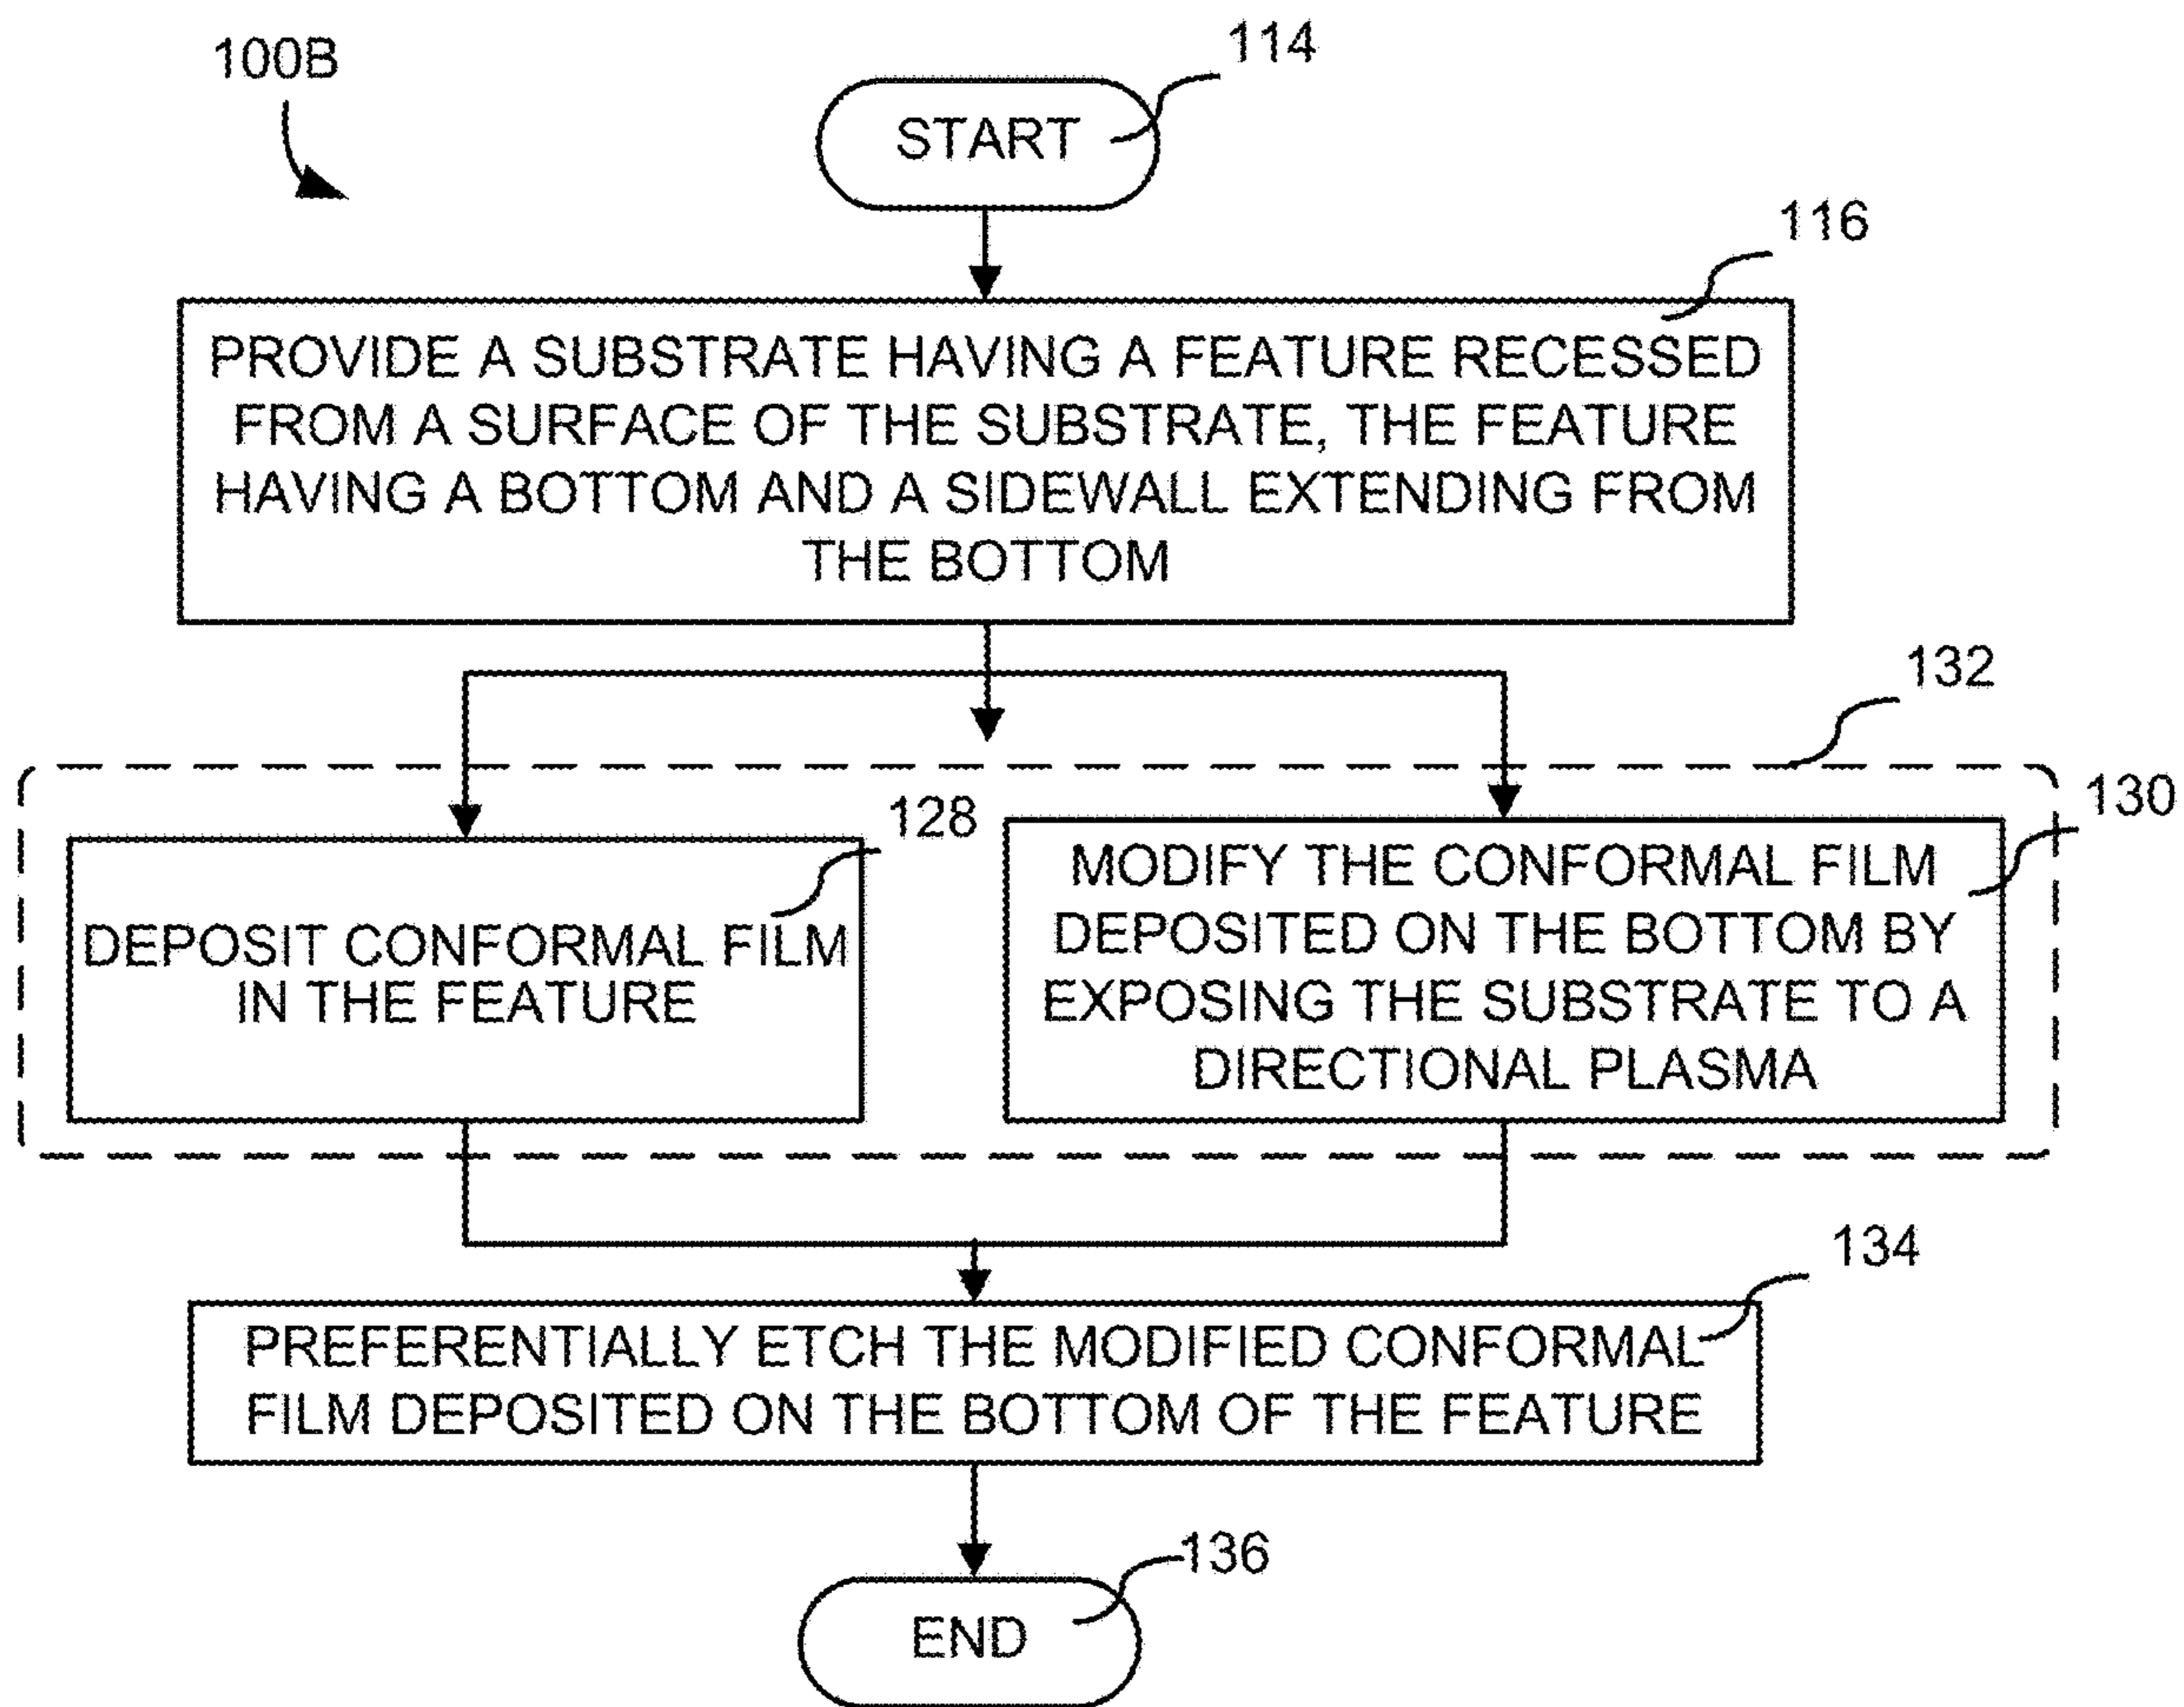 100B
114
START
116
PROVIDE A SUBSTRATE HAVING A FEATURE RECESSED
FROM A SURFACE OF THE SUBSTRATE, THE FEATURE
HAVING A BOTTOM AND A SIDEWALL EXTENDING FROM
THE BOTTOM
132
130
128
DEPOSIT CONFORMAL FILM
IN THE FEATURE
MODIFY THE CONFORMAL FILM
DEPOSITED ON THE BOTTOM BY
EXPOSING THE SUBSTRATE TO A
DIRECTIONAL PLASMA
134
PREFERENTIALLY ETCH THE MODIFIED CONFORMAL
FILM DEPOSITED ON THE BOTTOM OF THE FEATURE
136
END